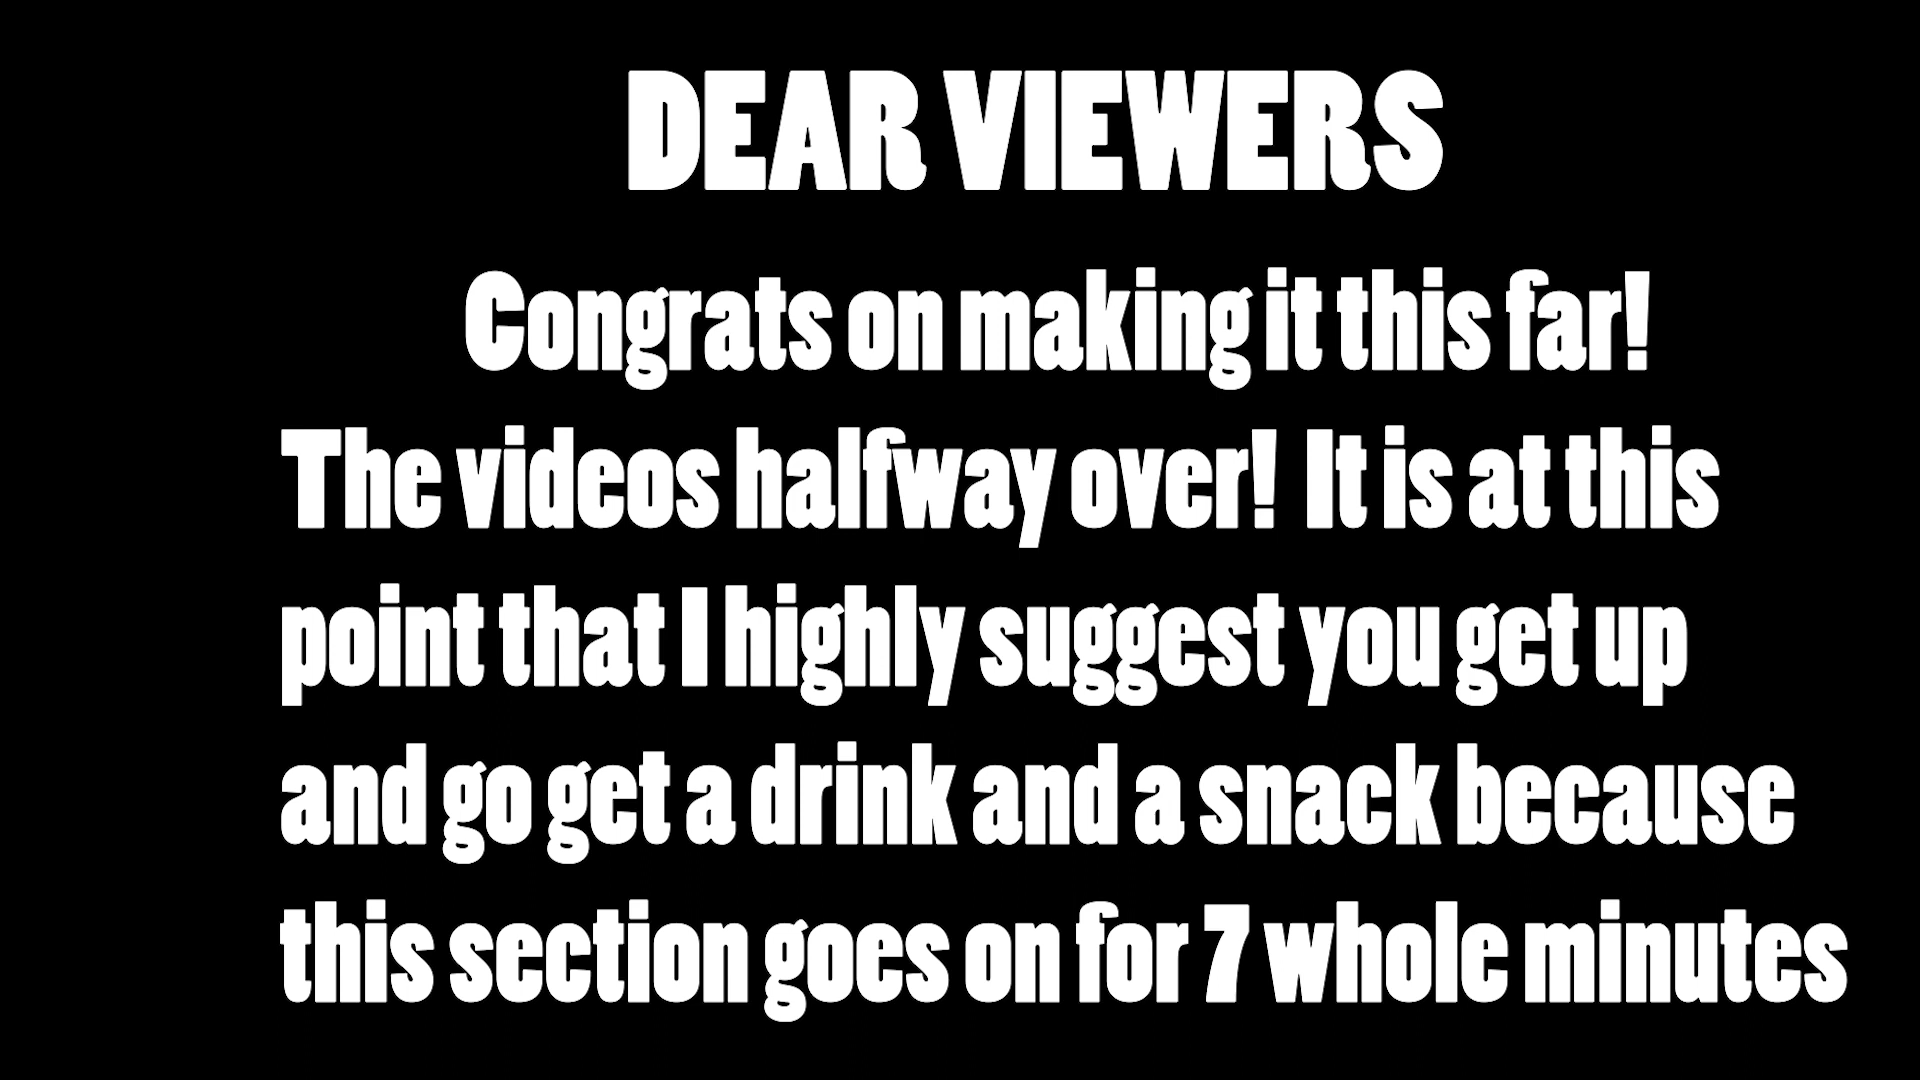 DEAR VIEWERS
Congrats on making it this far!
The videos halfway over! It is at this
point that I highly suggest you get up
and go get a drink and a snack because
this section goes on for 7 whole minutes